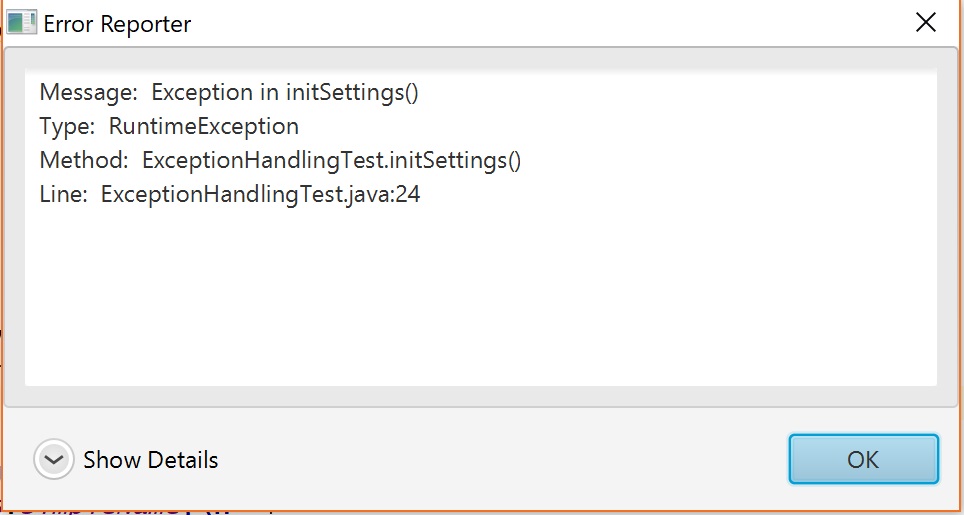 Error Reporter
Message: Exception in initSettings()
Type: RuntimeException
Method: ExceptionHandlingTest.initSettings()
Line: ExceptionHandlingTest.java:24
Show Details
OK